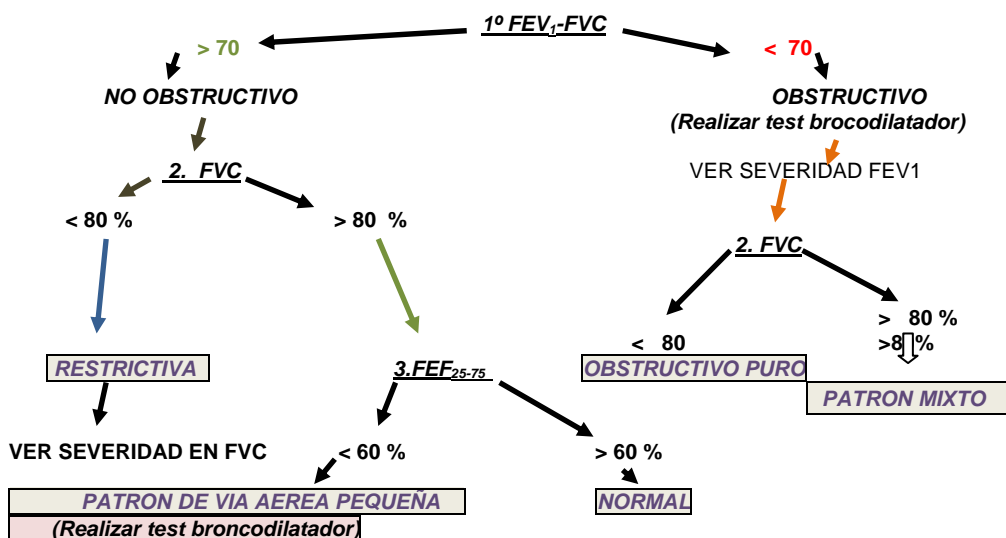 1º FEV1-FVC
> 70
< 70
NO OBSTRUCTIVO
OBSTRUCTIVO
(Realizar test brocodilatador)
VER SEVERIDAD FEV1
2. FVC
< 80 %
> 80 %
2. FVC
> 80 %
< 80
RESTRICTIVA
3.FEF25-75
OBSTRUCTIVO PURO
PATRON MIXTO
VER SEVERIDAD EN FVC
< 60 %
> 60 %
PATRON DE VIA AEREA PEQUEÑA
NORMAL
(Realizar test broncodilatador)